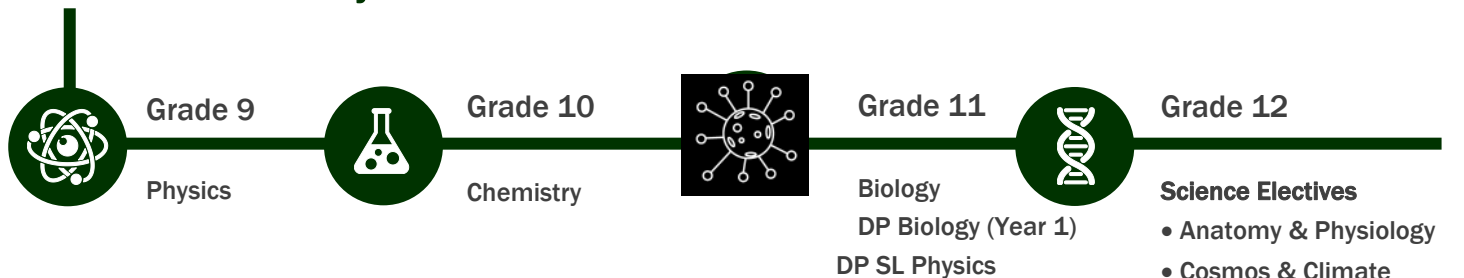 Grade 9
Physics
Grade 10
Chemistry
Grade 11
Biology
DP Biology (Year 1)
DP SL Physics
Grade 12
Science Electives
• Anatomy & Physiology
• Cosmos & Climate